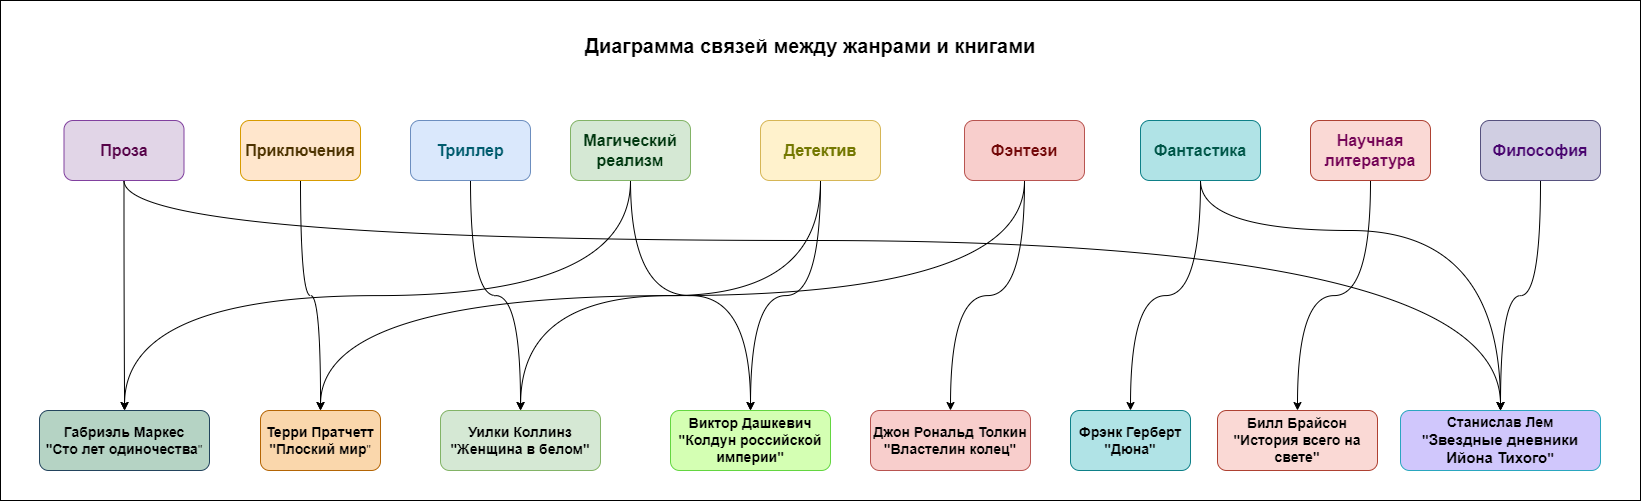 Диаграмма связей между жанрами и книгами
Проза
Приключения
Триллер
Магический
реализм
Детектив
Фэнтези
Фантастика
Научная
литература
Философия
Габриэль Маркес
"Сто лет одиночества"
Терри Пратчетт
"Плоский мир"
Уилки Коллинз
"Женщина в белом"
Виктор Дашкевич
"Колдун российской
империи"
Джон Рональд Толкин
"Властелин колец"
Фрэнк Герберт
"Дюна"
Билл Брайсон
"История всего на
свете"
Станислав Лем
"Звездные дневники
Ийона Тихого"